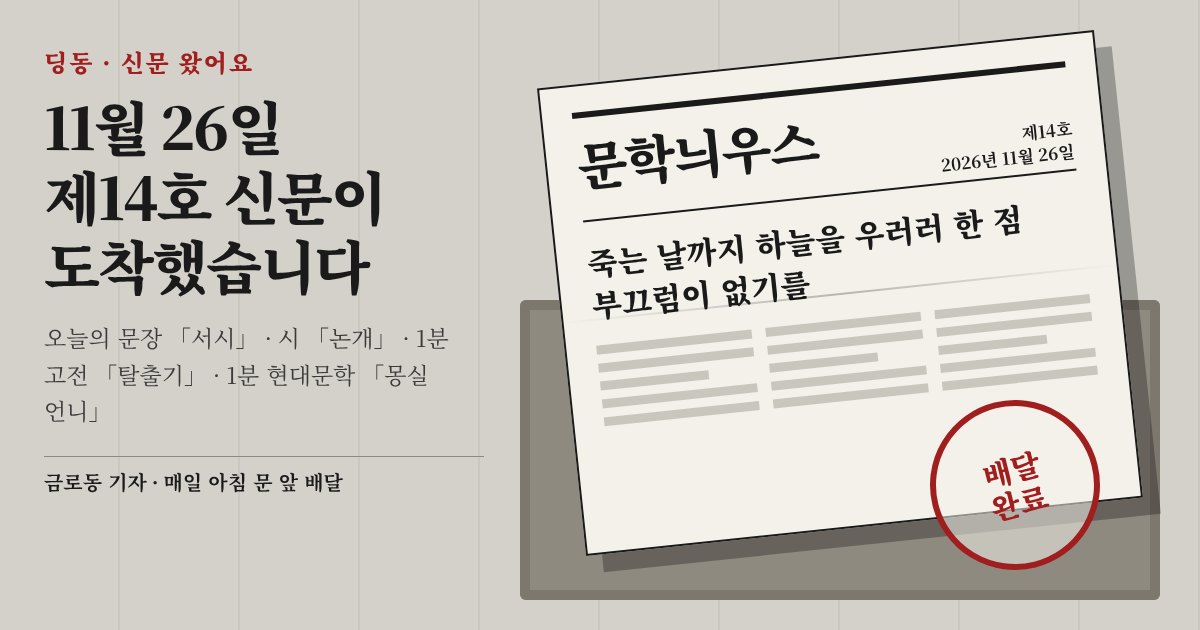 딩동 · 신문 왔어요
11월 26일
제14호 신문이
도착했습니다
오늘의 문장 「서시」 · 시 「논개」 · 1분
고전 「탈출기」 · 1분 현대문학 「몽실
언니」
금로동 기자 · 매일 아침 문 앞 배달
문학늬우스
제14호
2026년 11월 26일
죽는 날까지 하늘을 우러러 한 점
부끄럼이 없기를
배달
완료